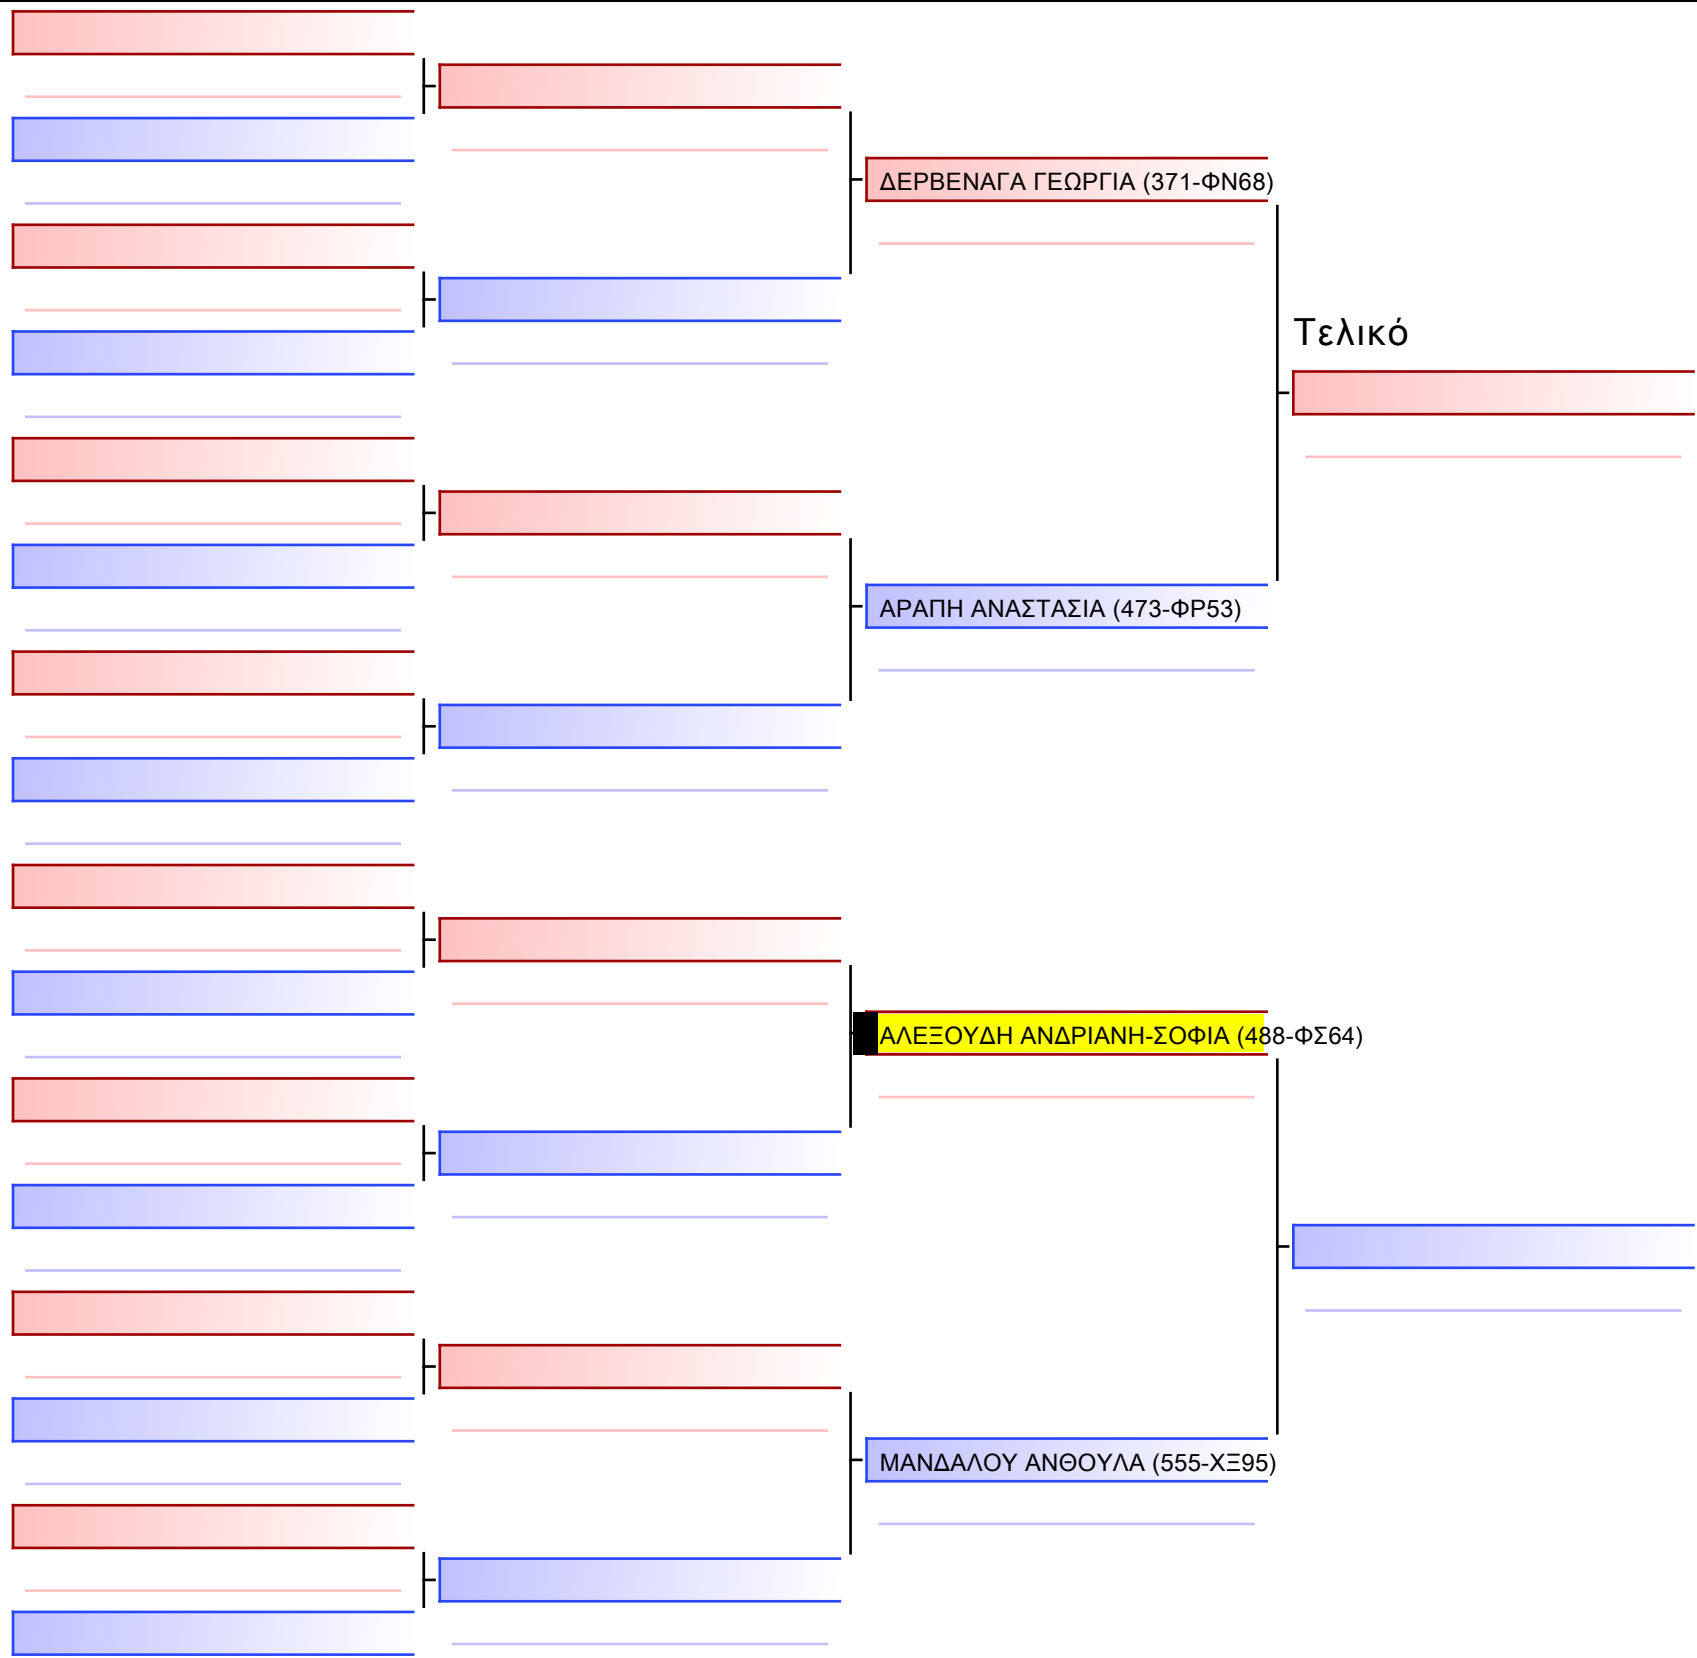 ΔΕΡΒΕΝΑΓΑ ΓΕΩΡΓΙΑ (371-ΦΝ68)
Τελικό
ΑΡΑΠΗ ΑΝΑΣΤΑΣΙΑ (473-ΦΡ53)
ΑΛΕΞΟΥΔΗ ΑΝΔΡΙΑΝΗ-ΣΟΦΙΑ (488-ΦΣ64)
ΜΑΝΔΑΛΟΥ ΑΝΘΟΥΛΑ (555-ΧΞ95)